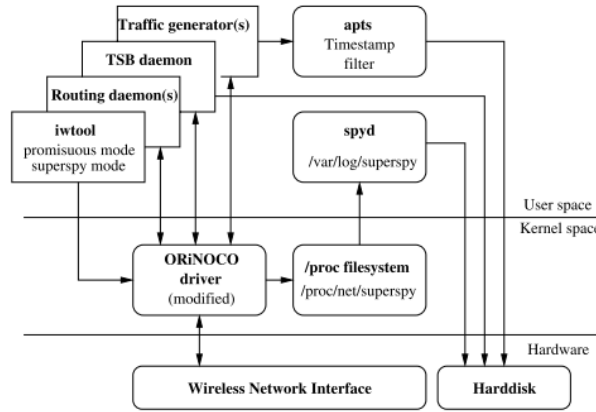 Traffic generator(s)
TSB daemon
Routing daemon(s)
iwtool
promisuous mode
superspy mode
apts
Timestamp
filter
spyd
/var/log/superspy
User space
Kernel space
ORiNOCO
driver
(modified)
/proc filesystem
/proc/net/superspy
Hardware
Wireless Network Interface
Harddisk